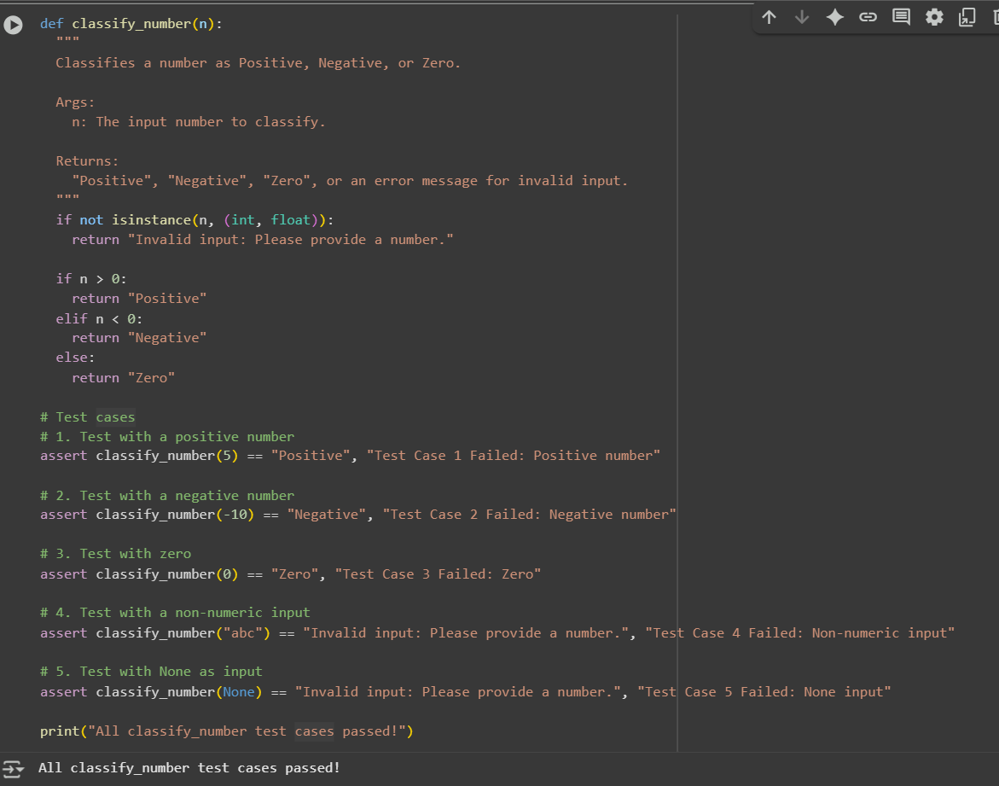 def classify_number(n):
  """
  Classifies a number as Positive, Negative, or Zero.

  Args:
    n: The input number to classify.

  Returns:
    "Positive", "Negative", "Zero", or an error message for invalid input.
  """
  if not isinstance(n, (int, float)):
    return "Invalid input: Please provide a number."

  if n > 0:
    return "Positive"
  elif n < 0:
    return "Negative"
  else:
    return "Zero"

# Test cases
# 1. Test with a positive number
assert classify_number(5) == "Positive", "Test Case 1 Failed: Positive number"

# 2. Test with a negative number
assert classify_number(-10) == "Negative", "Test Case 2 Failed: Negative number"

# 3. Test with zero
assert classify_number(0) == "Zero", "Test Case 3 Failed: Zero"

# 4. Test with a non-numeric input
assert classify_number("abc") == "Invalid input: Please provide a number.", "Test Case 4 Failed: Non-numeric input"

# 5. Test with None as input
assert classify_number(None) == "Invalid input: Please provide a number.", "Test Case 5 Failed: None input"

print("All classify_number test cases passed!")
All classify_number test cases passed!